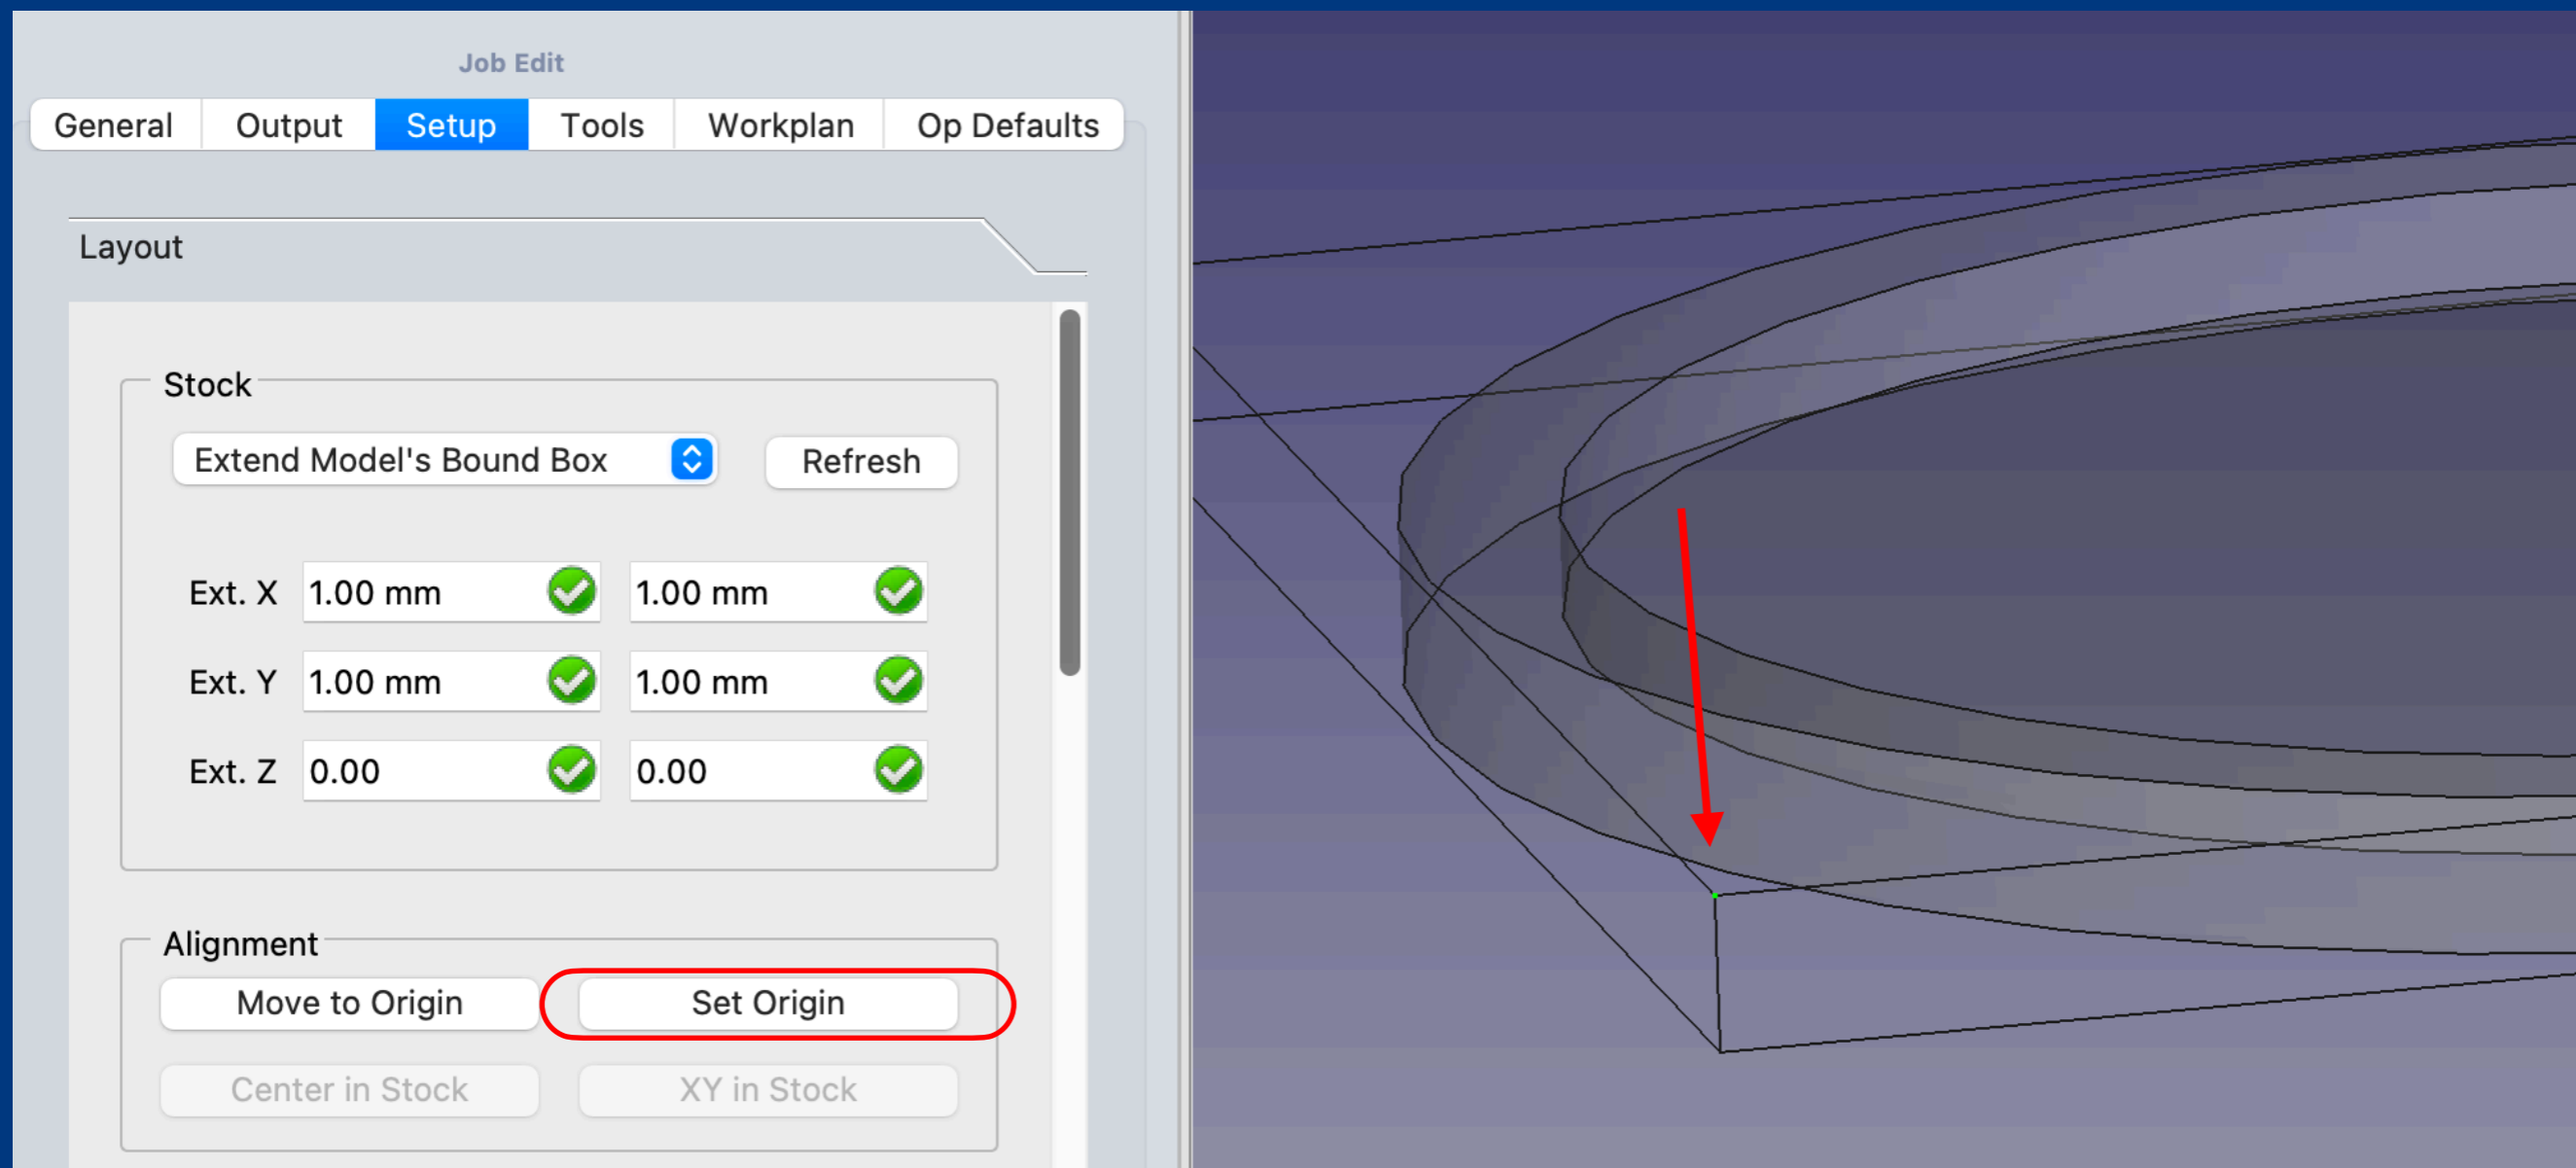 Job Edit
General Output Setup Tools Workplan Op Defaults
Layout
Stock
Extend Model's Bound Box Refresh
Ext. X 1.00 mm 1.00 mm
Ext. Y 1.00 mm 1.00 mm
Ext. Z 0.00 0.00
Alignment
Move to Origin Set Origin
Center in Stock XY in Stock